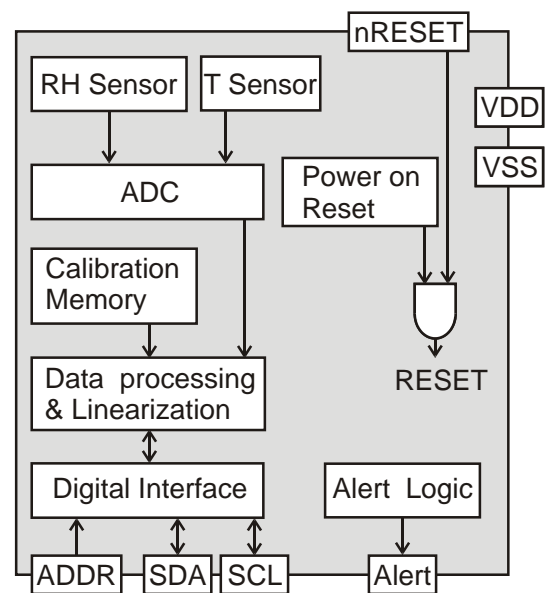 nRESET
RH Sensor
T Sensor
VDD
VSS
ADC
Power on
Reset
Calibration
Memory
Data processing
& Linearization
RESET
Digital Interface
Alert Logic
ADDR
SDA
SCL
Alert